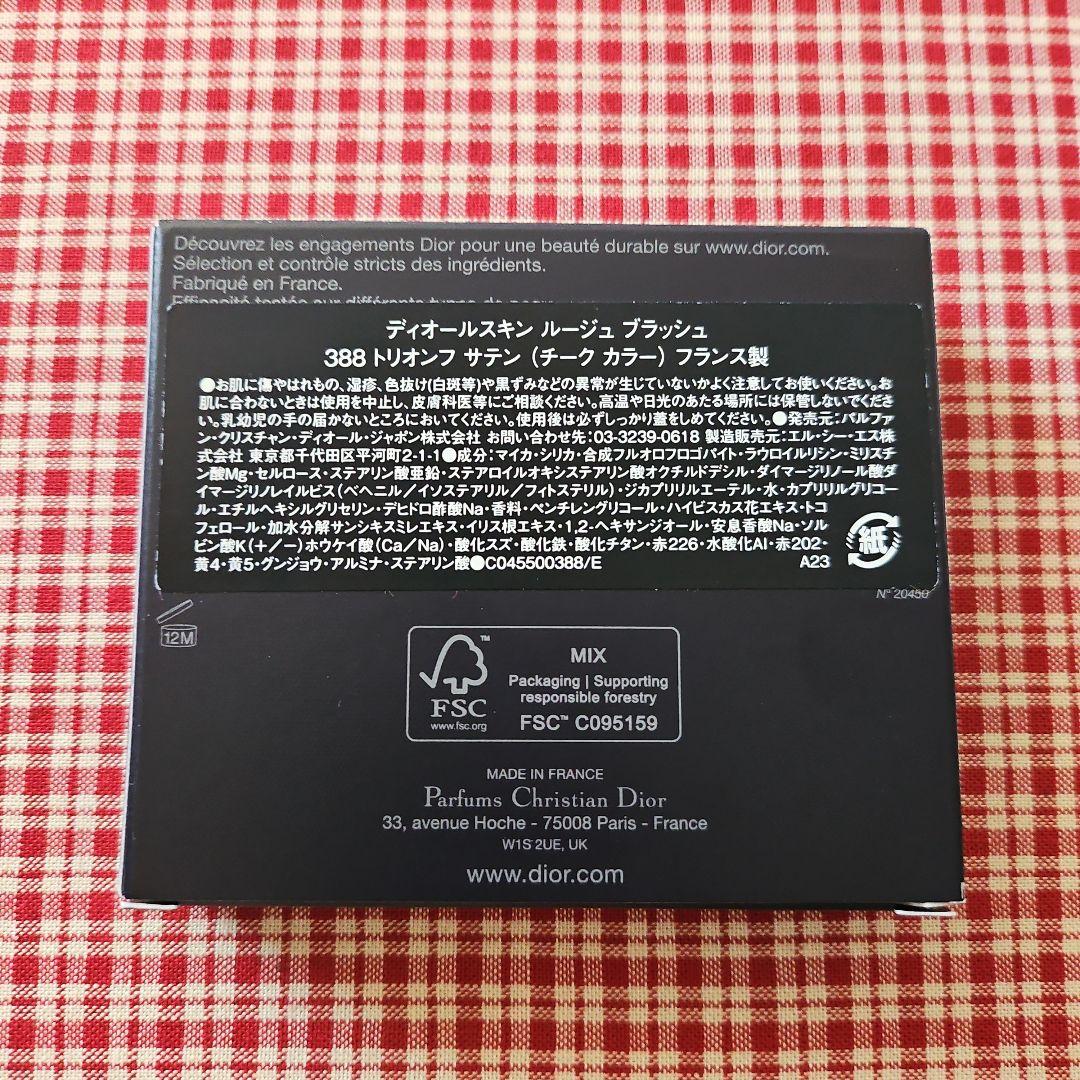 Découvrez les engagements Dior pour une beauté durable sur www.dior.com.
Sélection et contrôle stricts des ingrédients.
Fabriqué en France.
Efficacité testée sur différents types de peau
ディオールスキン ルージュ ブラッシュ
388 トリオンフ サテン (チーク カラー) フランス製
●お肌に傷やはれもの、湿疹、色抜け(白斑等)や黒ずみなどの異常が生じていないかよく注意してお使いください。お
肌に合わないときは使用を中止し、皮膚科医等にご相談ください。高温や日光のあたる場所には保管しないでくださ
い。乳幼児の手の届かないところにおいてください。使用後は必ずしっかり蓋をしめてください。●発売元:パルファ
ン・クリスチャン・ディオール・ジャポン株式会社 お問い合わせ先:03-3239-0618 製造販売元:エル・シー・エス株
式会社 東京都千代田区平河町2-1-1●成分:マイカ・シリカ・合成フルオロフロゴパイト・ラウロイルリシン・ミリスチ
ン酸Mg・セルロース・ステアリン酸亜鉛・ステアロイルオキシステアリン酸オクチルドデシル・ダイマージリノール酸ダ
イマージリノレイルビス(ベヘニル/イソステアリル/フィトステリル)・ジカプリリルエーテル・水・カプリリルグリコー
ル・エチルヘキシルグリセリン・デヒドロ酢酸Na・香料・ペンチレングリコール・ハイビスカス花エキス・トコ
フェロール・加水分解サンシキスミレエキス・イリス根エキス・1,2-ヘキサンジオール・安息香酸Na・ソル
ビン酸K(+/-)ホウケイ酸(Ca/Na)・酸化スズ・酸化鉄・酸化チタン・赤226・水酸化Al・赤202・
黄4・黄5・グンジョウ・アルミナ・ステアリン酸●C045500388/E A23
紙
N° 20450
12M
FSC™
www.fsc.org
MIX
Packaging | Supporting
responsible forestry
FSC™ C095159
MADE IN FRANCE
Parfums Christian Dior
33, avenue Hoche - 75008 Paris - France
W1S 2UE, UK
www.dior.com